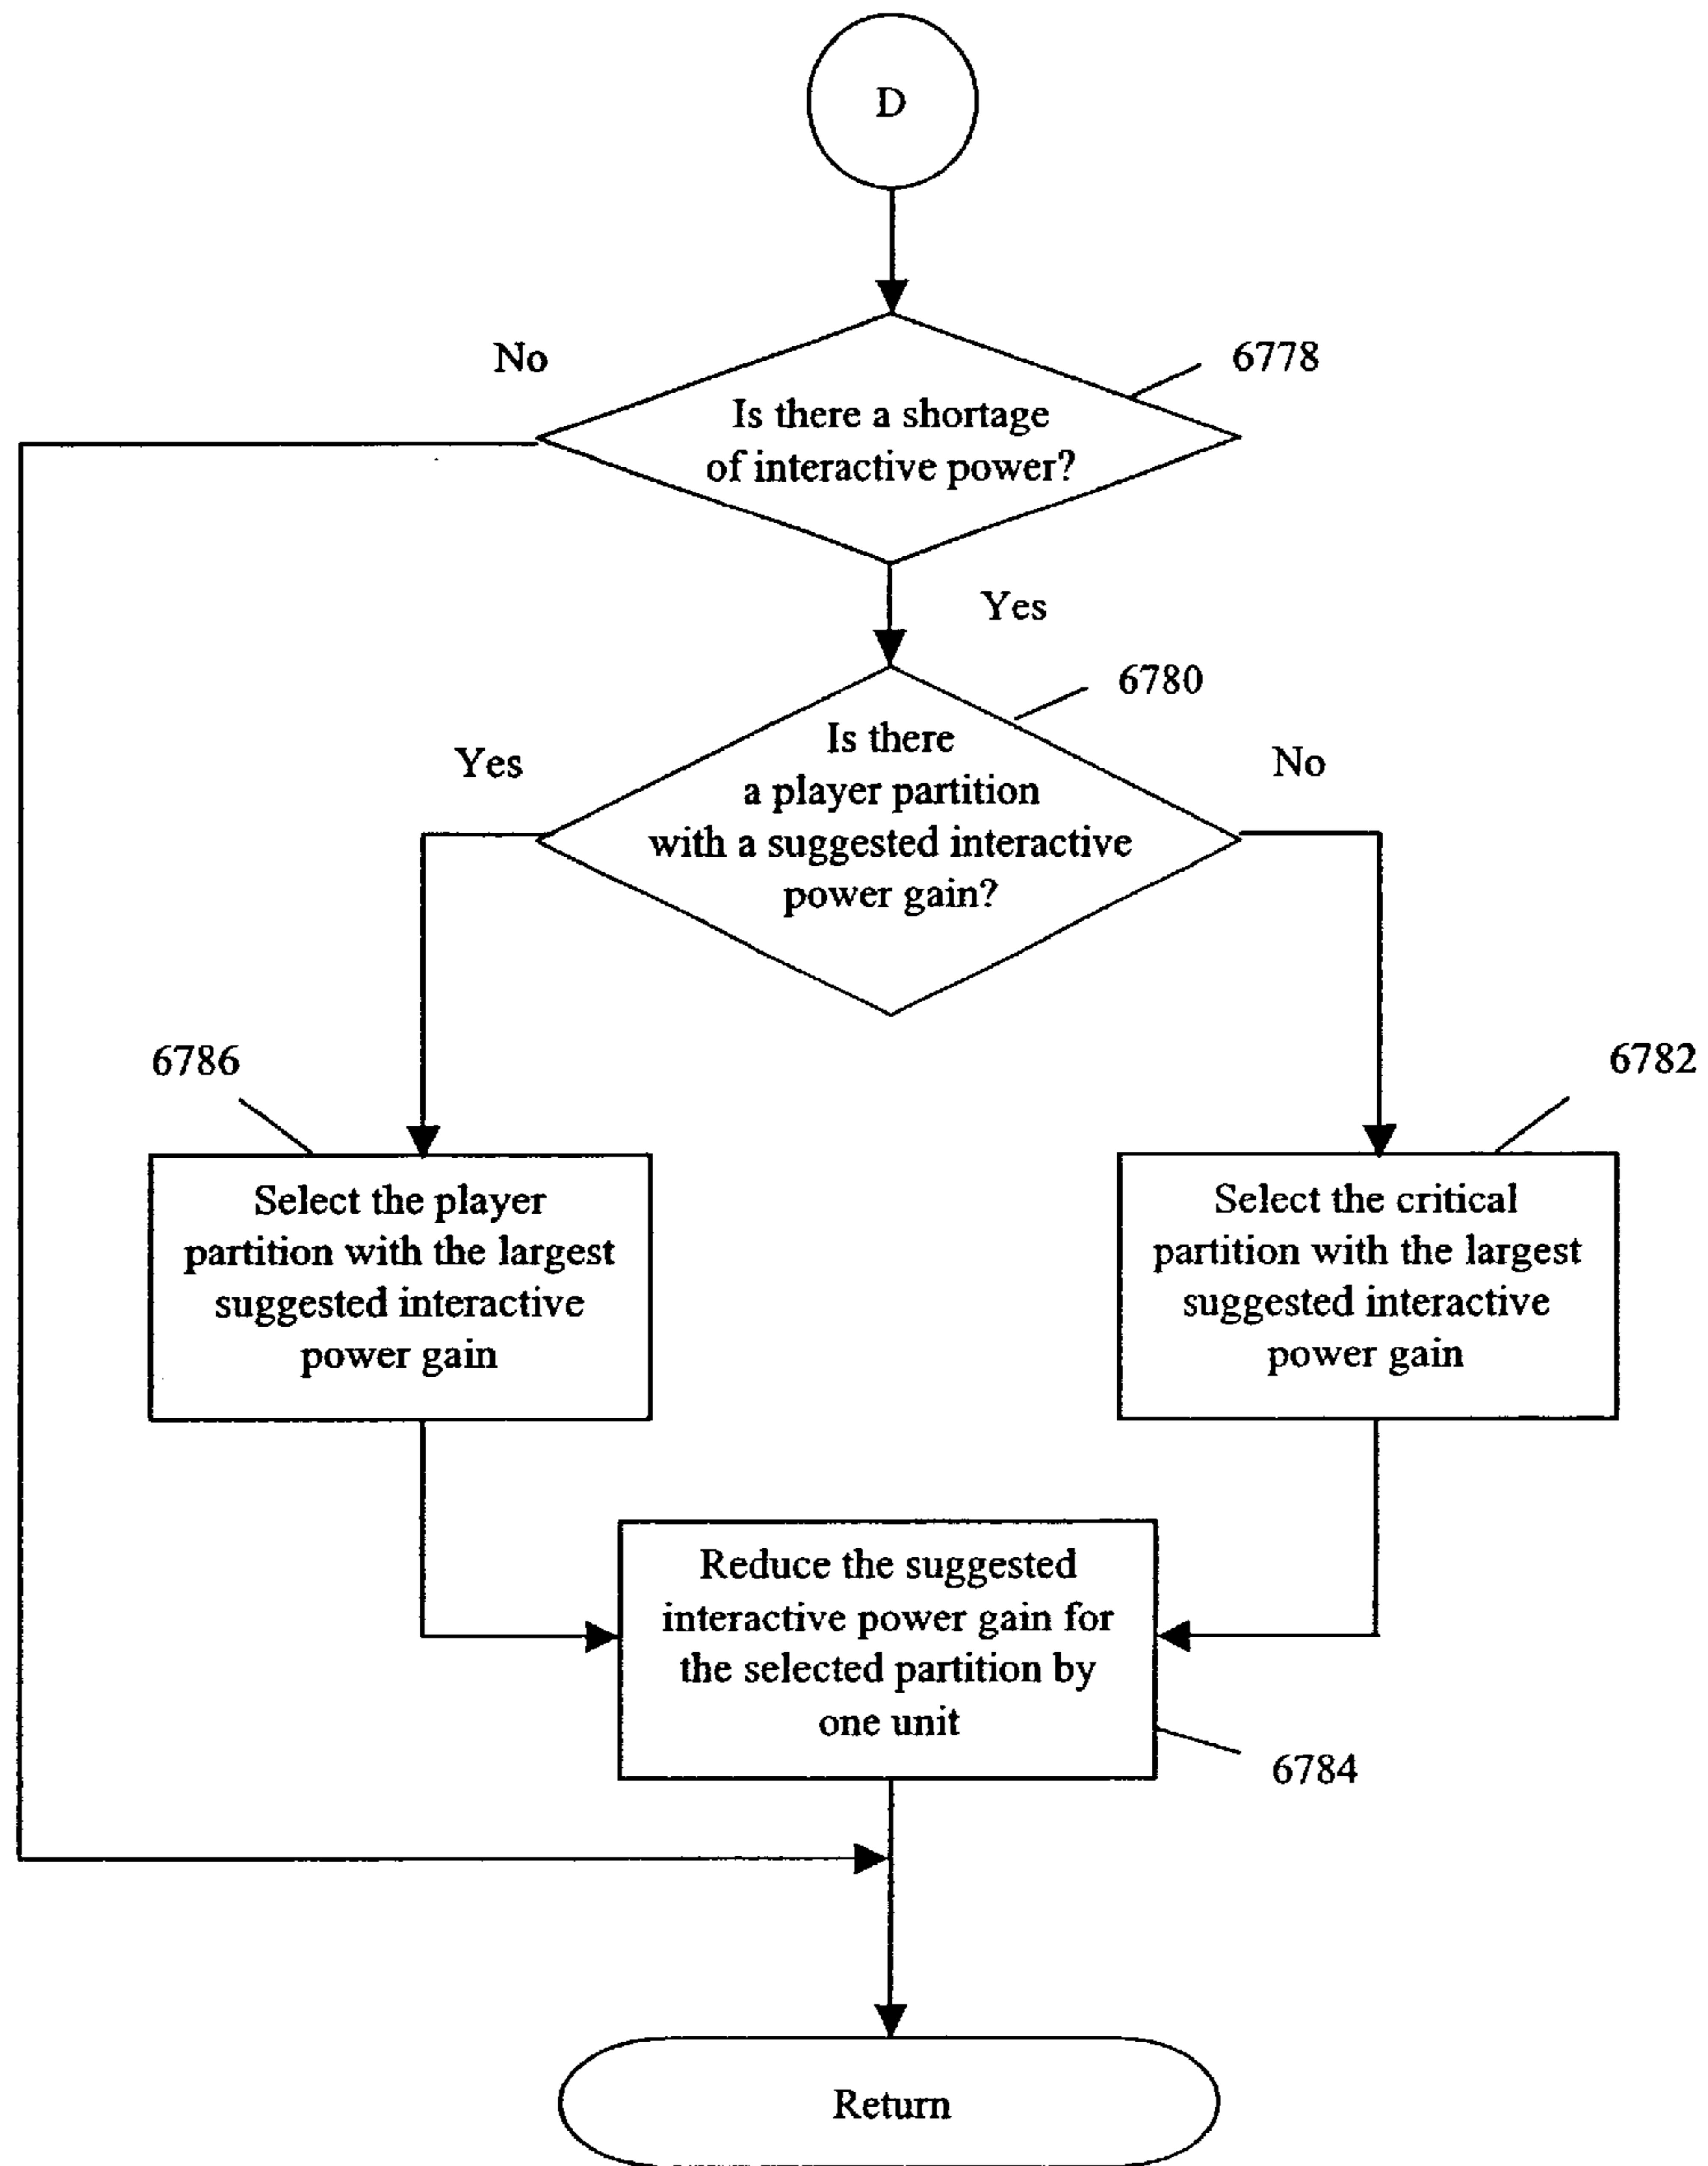 D
No
6778
Is there a shortage
of interactive power?
Yes
6780
Is there
a player partition
with a suggested interactive
power gain?
Yes
No
6786
6782
Select the player
partition with the largest
suggested interactive
power gain
Select the critical
partition with the largest
suggested interactive
power gain
Reduce the suggested
interactive power gain for
the selected partition by
one unit
6784
Return